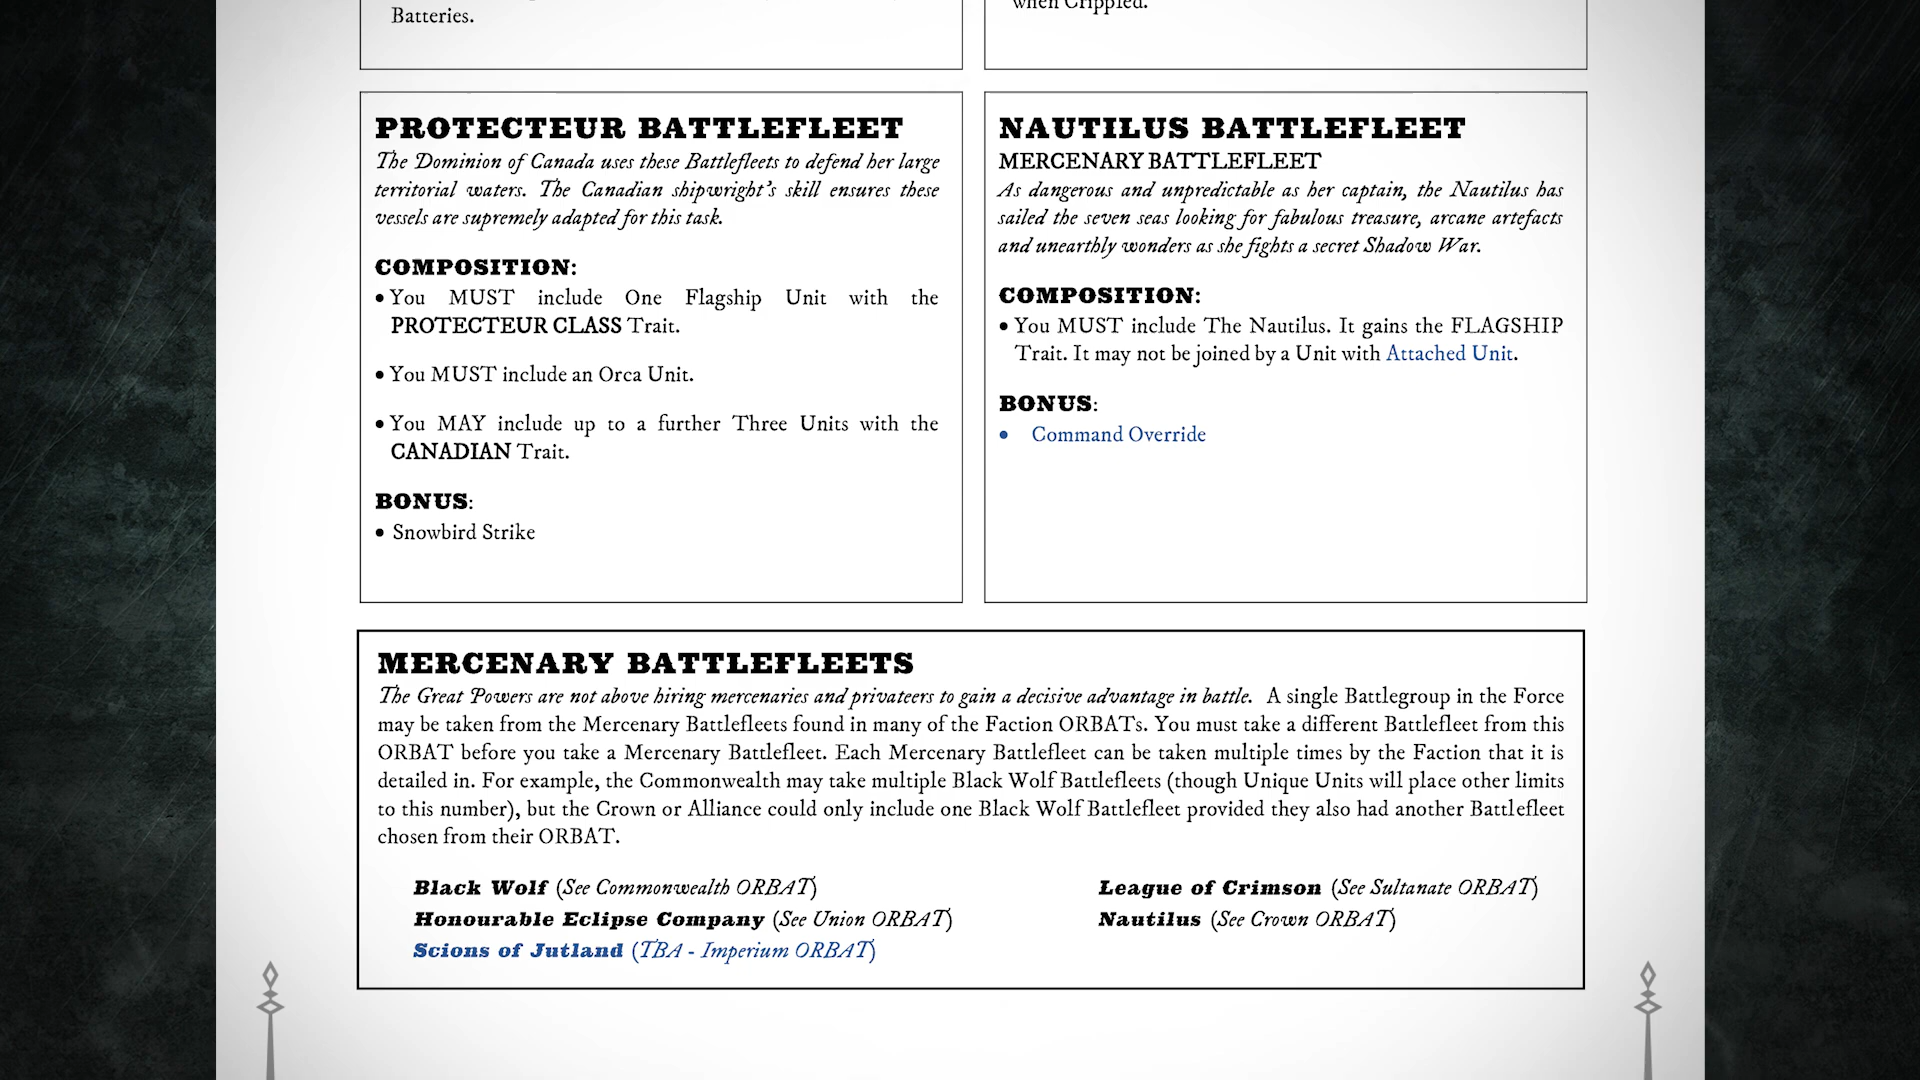 Batteries.
when Crippled.
PROTECTEUR BATTLEFLEET
The Dominion of Canada uses these Battlefleets to defend her large
territorial waters. The Canadian shipwright's skill ensures these
vessels are supremely adapted for this task.
COMPOSITION:
• You MUST include One Flagship Unit with the
PROTECTEUR CLASS Trait.
• You MUST include an Orca Unit.
• You MAY include up to a further Three Units with the
CANADIAN Trait.
BONUS:
• Snowbird Strike
NAUTILUS BATTLEFLEET
MERCENARY BATTLEFLEET
As dangerous and unpredictable as her captain, the Nautilus has
sailed the seven seas looking for fabulous treasure, arcane artefacts
and unearthly wonders as she fights a secret Shadow War.
COMPOSITION:
• You MUST include The Nautilus. It gains the FLAGSHIP
Trait. It may not be joined by a Unit with Attached Unit.
BONUS:
• Command Override
MERCENARY BATTLEFLEETS
The Great Powers are not above hiring mercenaries and privateers to gain a decisive advantage in battle. A single Battlegroup in the Force
may be taken from the Mercenary Battlefleets found in many of the Faction ORBATs. You must take a different Battlefleet from this
ORBAT before you take a Mercenary Battlefleet. Each Mercenary Battlefleet can be taken multiple times by the Faction that it is
detailed in. For example, the Commonwealth may take multiple Black Wolf Battlefleets (though Unique Units will place other limits
to this number), but the Crown or Alliance could only include one Black Wolf Battlefleet provided they also had another Battlefleet
chosen from their ORBAT.
Black Wolf (See Commonwealth ORBAT)
Honourable Eclipse Company (See Union ORBAT)
Scions of Jutland (TBA - Imperium ORBAT)
League of Crimson (See Sultanate ORBAT)
Nautilus (See Crown ORBAT)